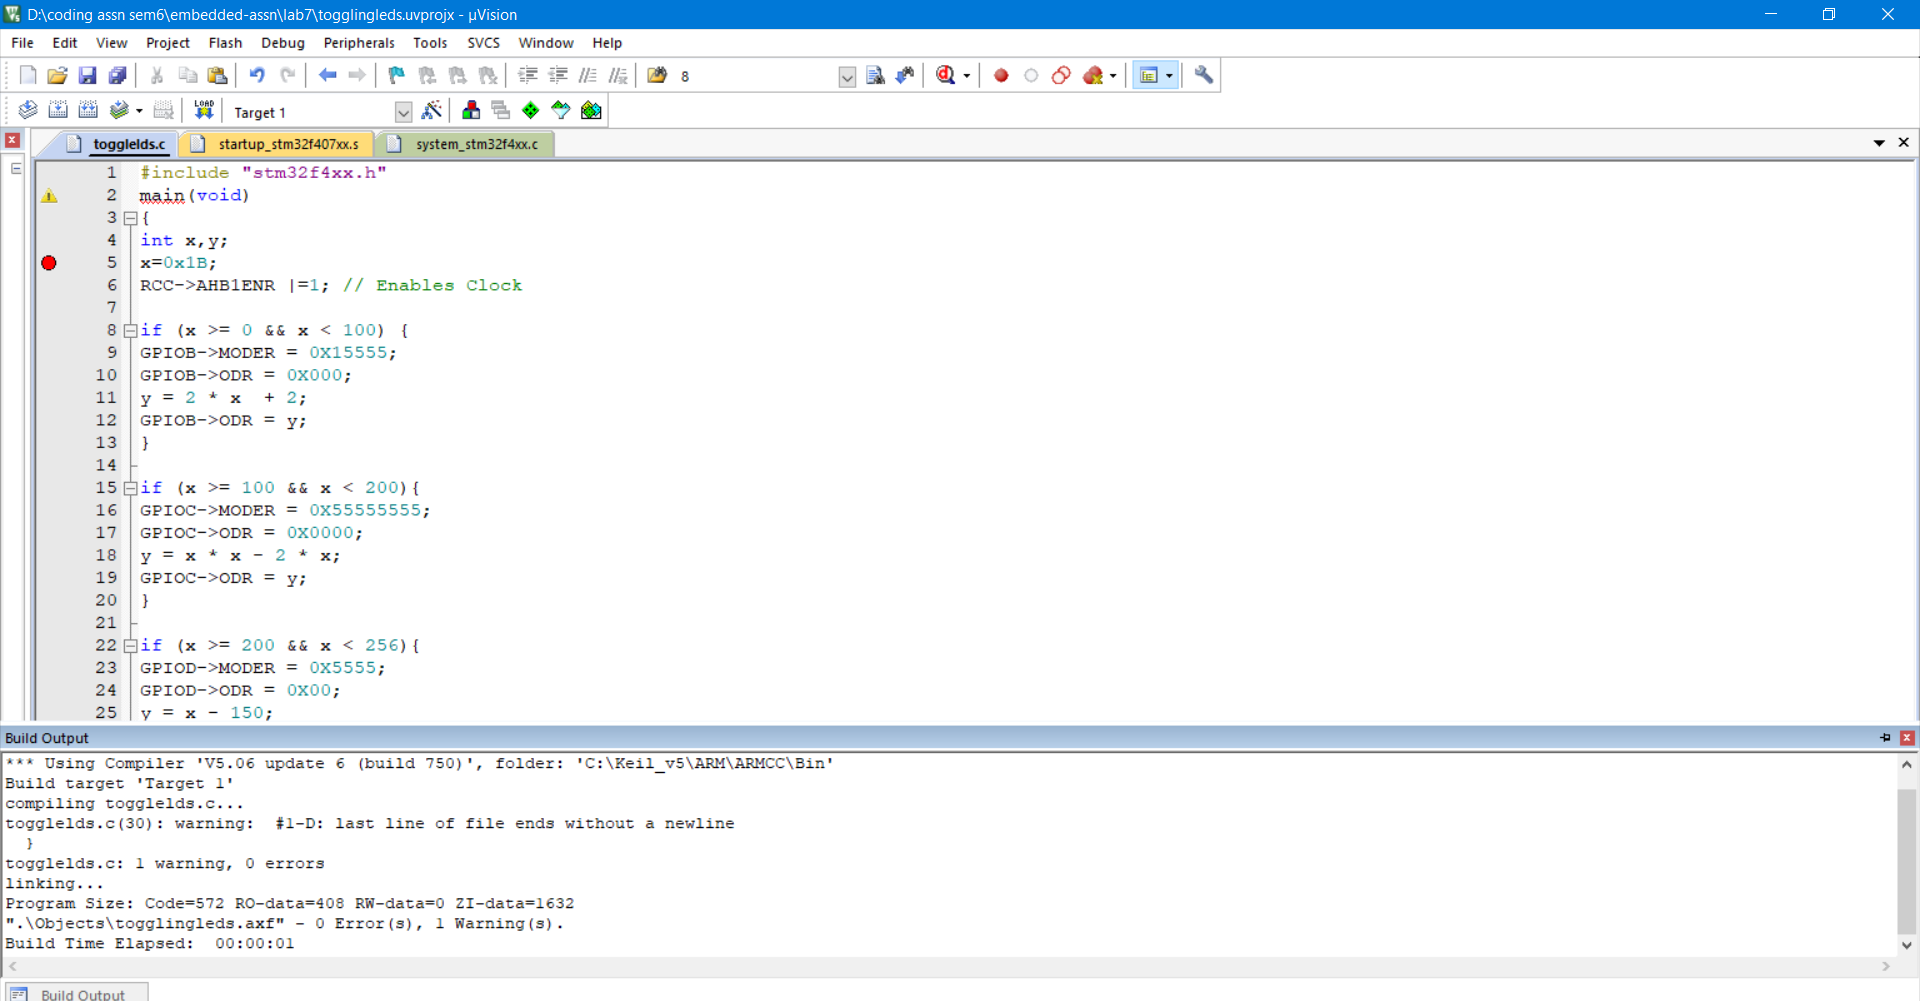 D:\coding assn sem6\embedded-assn\lab7\togglingleds.uvprojx - µVision
File Edit View Project Flash Debug Peripherals Tools SVCS Window Help
8
LOAD Target 1
togglelds.c startup_stm32f407xx.s system_stm32f4xx.c
1 #include "stm32f4xx.h"
2 main(void)
3 {
4 int x,y;
5 x=0x1B;
6 RCC->AHB1ENR |=1; // Enables Clock
7
8 if (x >= 0 && x < 100) {
9 GPIOB->MODER = 0X15555;
10 GPIOB->ODR = 0X000;
11 y = 2 * x  + 2;
12 GPIOB->ODR = y;
13 }
14
15 if (x >= 100 && x < 200){
16 GPIOC->MODER = 0X55555555;
17 GPIOC->ODR = 0X0000;
18 y = x * x - 2 * x;
19 GPIOC->ODR = y;
20 }
21
22 if (x >= 200 && x < 256){
23 GPIOD->MODER = 0X5555;
24 GPIOD->ODR = 0X00;
25 y = x - 150;
Build Output
*** Using Compiler 'V5.06 update 6 (build 750)', folder: 'C:\Keil_v5\ARM\ARMCC\Bin'
Build target 'Target 1'
compiling togglelds.c...
togglelds.c(30): warning:  #1-D: last line of file ends without a newline
}
togglelds.c: 1 warning, 0 errors
linking...
Program Size: Code=572 RO-data=408 RW-data=0 ZI-data=1632
".\Objects\togglingleds.axf" - 0 Error(s), 1 Warning(s).
Build Time Elapsed:  00:00:01
Build Output